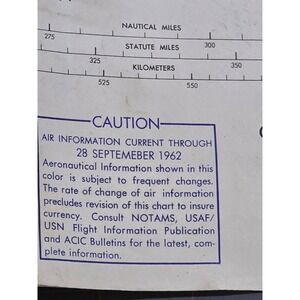 NAUTICAL MILES
275 300
STATUTE MILES
325 350
KILOMETERS
525 550
CAUTION
AIR INFORMATION CURRENT THROUGH
28 SEPTEMEBER 1962
Aeronautical Information shown in this
color is subject to frequent changes.
The rate of change of air information
precludes revision of this chart to insure
currency. Consult NOTAMS, USAF/
USN Flight Information Publication
and ACIC Bulletins for the latest, com-
plete information.